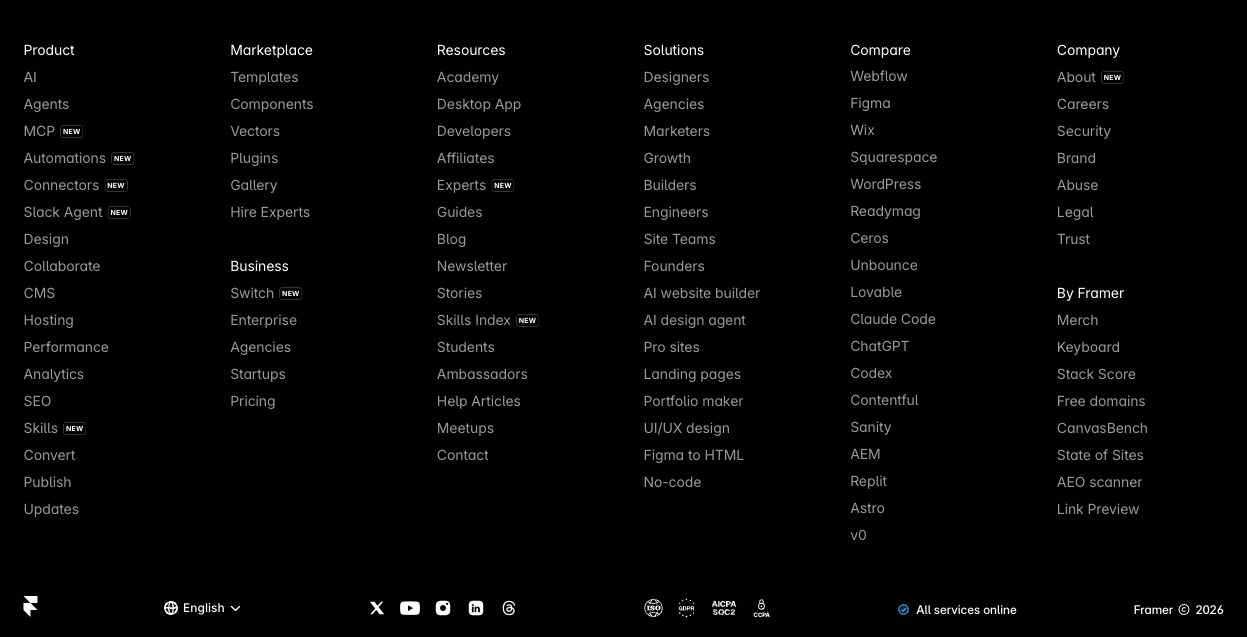 Product
AI
Agents
MCP NEW
Automations NEW
Connectors NEW
Slack Agent NEW
Design
Collaborate
CMS
Hosting
Performance
Analytics
SEO
Skills NEW
Convert
Publish
Updates
Marketplace
Templates
Components
Vectors
Plugins
Gallery
Hire Experts
Business
Switch NEW
Enterprise
Agencies
Startups
Pricing
Resources
Academy
Desktop App
Developers
Affiliates
Experts NEW
Guides
Blog
Newsletter
Stories
Skills Index NEW
Students
Ambassadors
Help Articles
Meetups
Contact
Solutions
Designers
Agencies
Marketers
Growth
Builders
Engineers
Site Teams
Founders
AI website builder
AI design agent
Pro sites
Landing pages
Portfolio maker
UI/UX design
Figma to HTML
No-code
Compare
Webflow
Figma
Wix
Squarespace
WordPress
Readymag
Ceros
Unbounce
Lovable
Claude Code
ChatGPT
Codex
Contentful
Sanity
AEM
Replit
Astro
v0
Company
About NEW
Careers
Security
Brand
Abuse
Legal
Trust
By Framer
Merch
Keyboard
Stack Score
Free domains
CanvasBench
State of Sites
AEO scanner
Link Preview
English
ISO
GDPR
AICPA
SOC2
CCPA
All services online
Framer © 2026